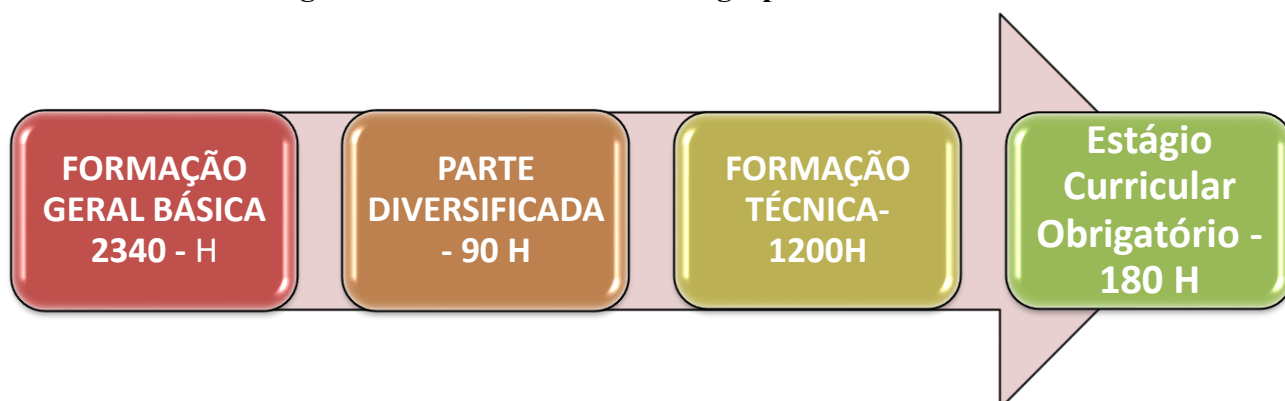 FORMAÇÃO
GERAL BÁSICA
2340 - H
PARTE
DIVERSIFICADA
- 90 H
FORMAÇÃO
TÉCNICA-
1200H
Estágio
Curricular
Obrigatório -
180 H